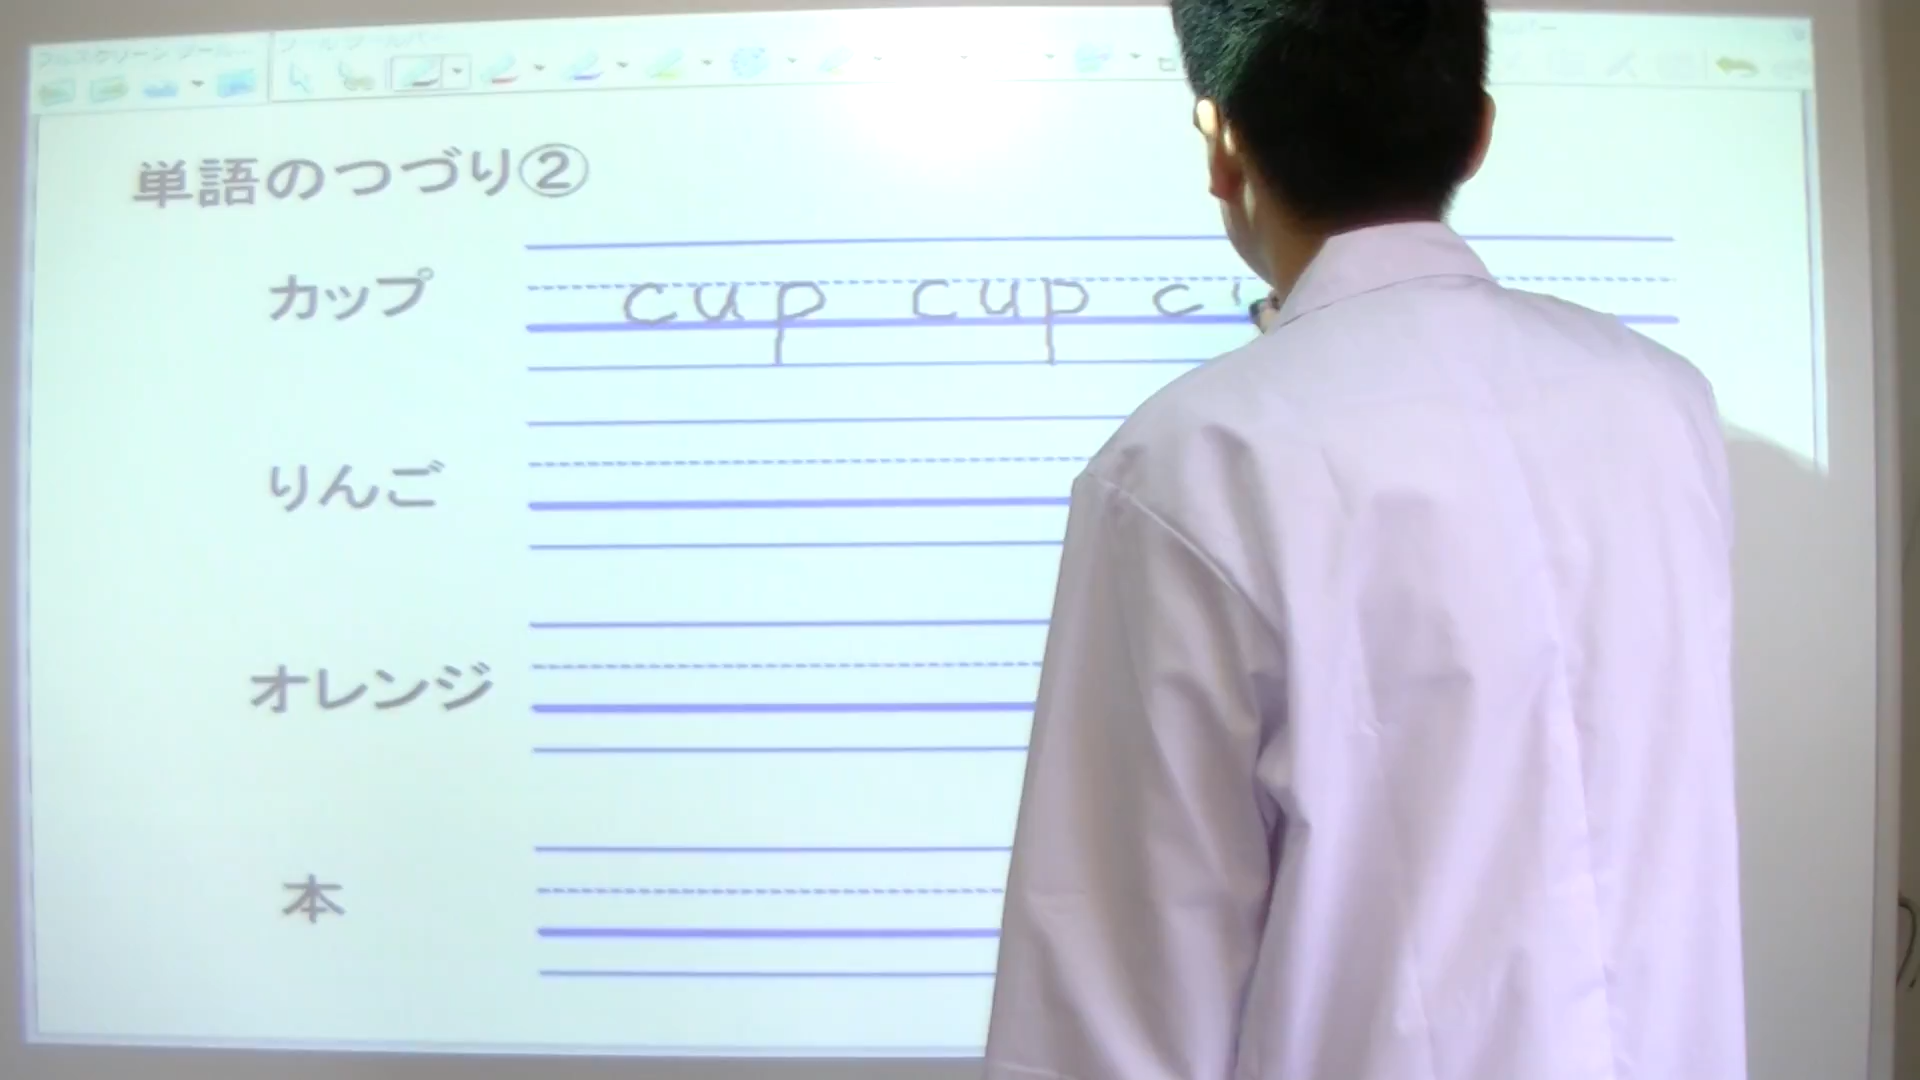 単語のつづり②
カップ cup cup c
りんご
オレンジ
本